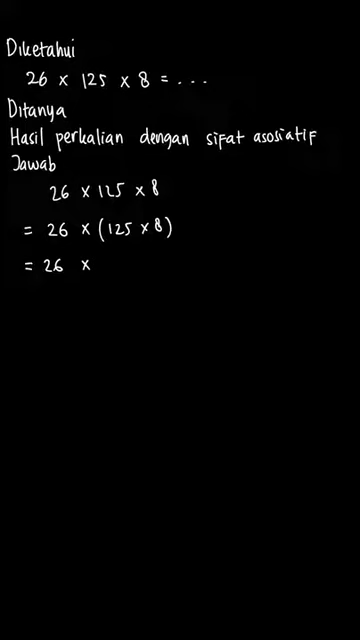 Diketahui
26 × 125 × 8 = ...
Ditanya
Hasil perkalian dengan sifat asosiatif
Jawab
26 × 125 × 8
= 26 × (125 × 8)
= 26 ×